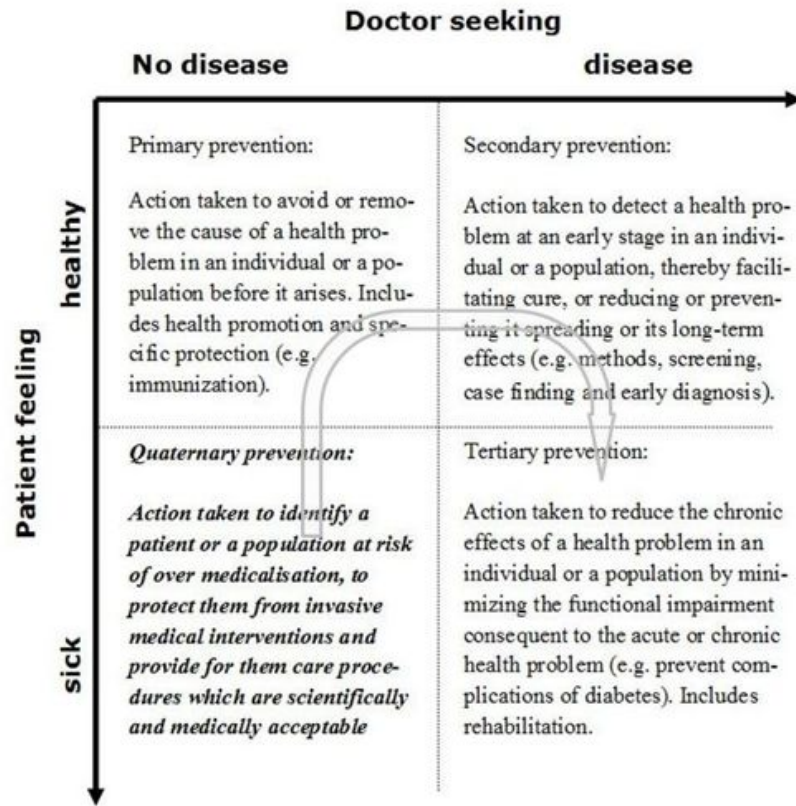 Doctor seeking
No disease
disease
Patient feeling
healthy
sick
Primary prevention:
Action taken to avoid or remo-
ve the cause of a health pro-
blem in an individual or a po-
pulation before it arises. Inclu-
des health promotion and spe-
cific protection (e.g.
immunization).
Secondary prevention:
Action taken to detect a health pro-
blem at an early stage in an indivi-
dual or a population, thereby facili-
tating cure, or reducing or preven-
ting it spreading or its long-term
effects (e.g. methods, screening,
case finding and early diagnosis).
Quaternary prevention:
Action taken to identify a
patient or a population at risk
of over medicalisation, to
protect them from invasive
medical interventions and
provide for them care proce-
dures which are scientifically
and medically acceptable
Tertiary prevention:
Action taken to reduce the chronic
effects of a health problem in an
individual or a population by mini-
mizing the functional impairment
consequent to the acute or chronic
health problem (e.g. prevent com-
plications of diabetes). Includes
rehabilitation.